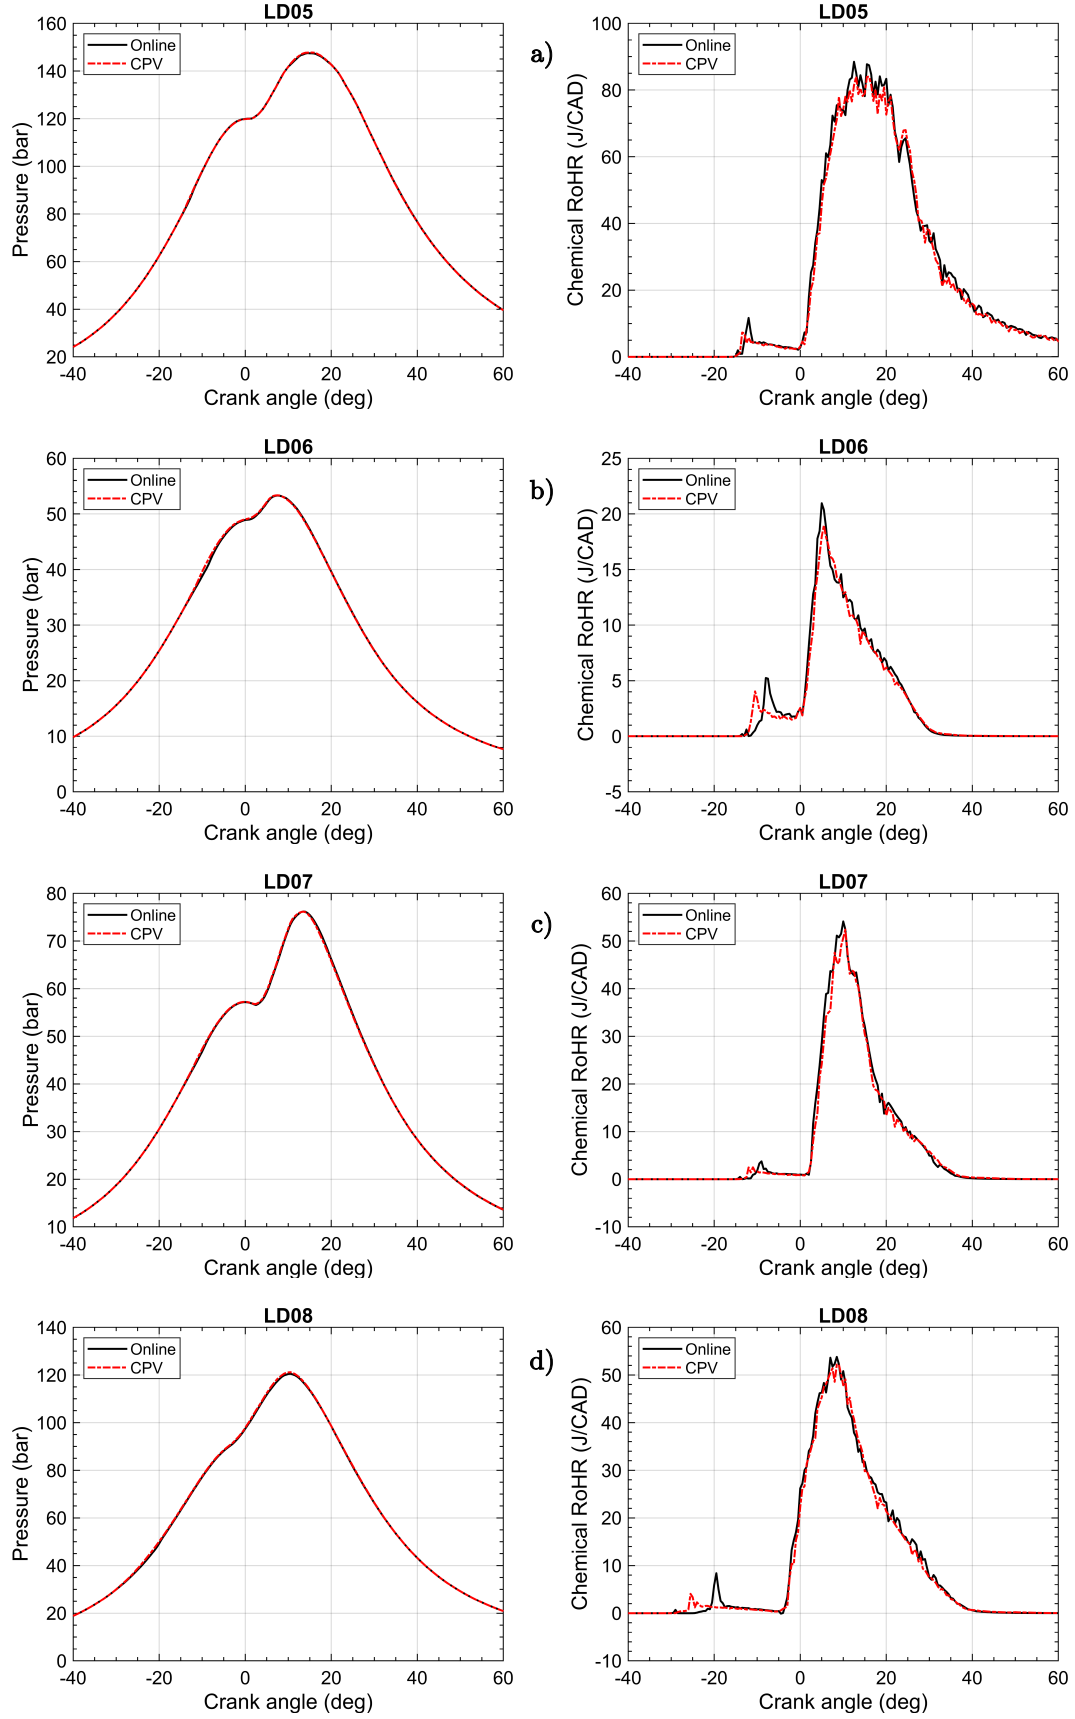 LD05
160
140
120
100
80
60
40
20
-40 -20 0 20 40 60
Pressure (bar)
Crank angle (deg)
Online
CPV
a)
LD05
100
80
60
40
20
0
-40 -20 0 20 40 60
Chemical RoHR (J/CAD)
Crank angle (deg)
Online
CPV
LD06
60
50
40
30
20
10
0
-40 -20 0 20 40 60
Pressure (bar)
Crank angle (deg)
Online
CPV
b)
LD06
25
20
15
10
5
0
-5
-40 -20 0 20 40 60
Chemical RoHR (J/CAD)
Crank angle (deg)
Online
CPV
LD07
80
70
60
50
40
30
20
10
-40 -20 0 20 40 60
Pressure (bar)
Crank angle (deg)
Online
CPV
c)
LD07
60
50
40
30
20
10
0
-10
-40 -20 0 20 40 60
Chemical RoHR (J/CAD)
Crank angle (deg)
Online
CPV
LD08
140
120
100
80
60
40
20
0
-40 -20 0 20 40 60
Pressure (bar)
Crank angle (deg)
Online
CPV
d)
LD08
60
50
40
30
20
10
0
-10
-40 -20 0 20 40 60
Chemical RoHR (J/CAD)
Crank angle (deg)
Online
CPV